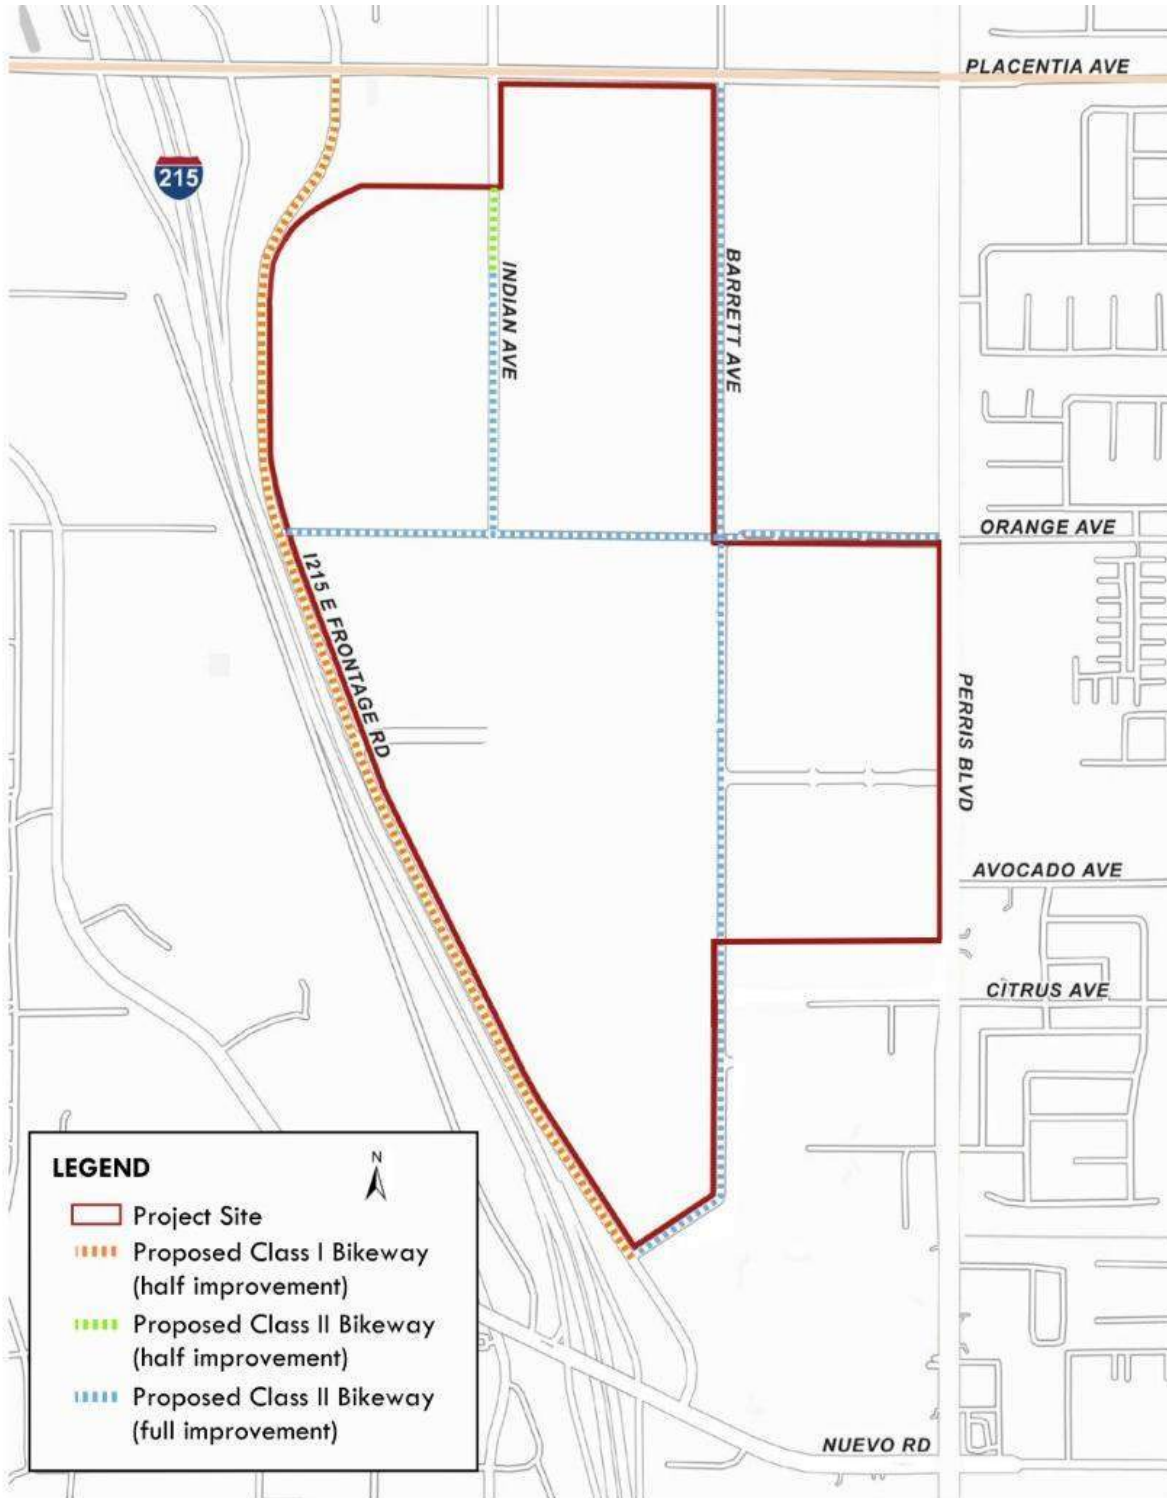 PLACENTIA AVE
215
INDIAN AVE
BARRETT AVE
ORANGE AVE
I215 E FRONTAGE RD
PERRIS BLVD
AVOCADO AVE
CITRUS AVE
LEGEND
N
Project Site
Proposed Class I Bikeway
(half improvement)
Proposed Class II Bikeway
(half improvement)
Proposed Class II Bikeway
(full improvement)
NUEVO RD